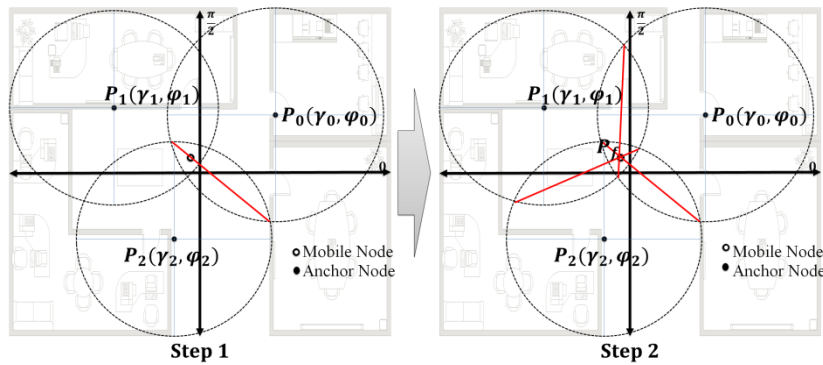 π/2
P₁(γ₁, φ₁)
P₀(γ₀, φ₀)
0
P₂(γ₂, φ₂)
Mobile Node
Anchor Node
Step 1
π/2
P₁(γ₁, φ₁)
P₀(γ₀, φ₀)
P_f
0
P₂(γ₂, φ₂)
Mobile Node
Anchor Node
Step 2